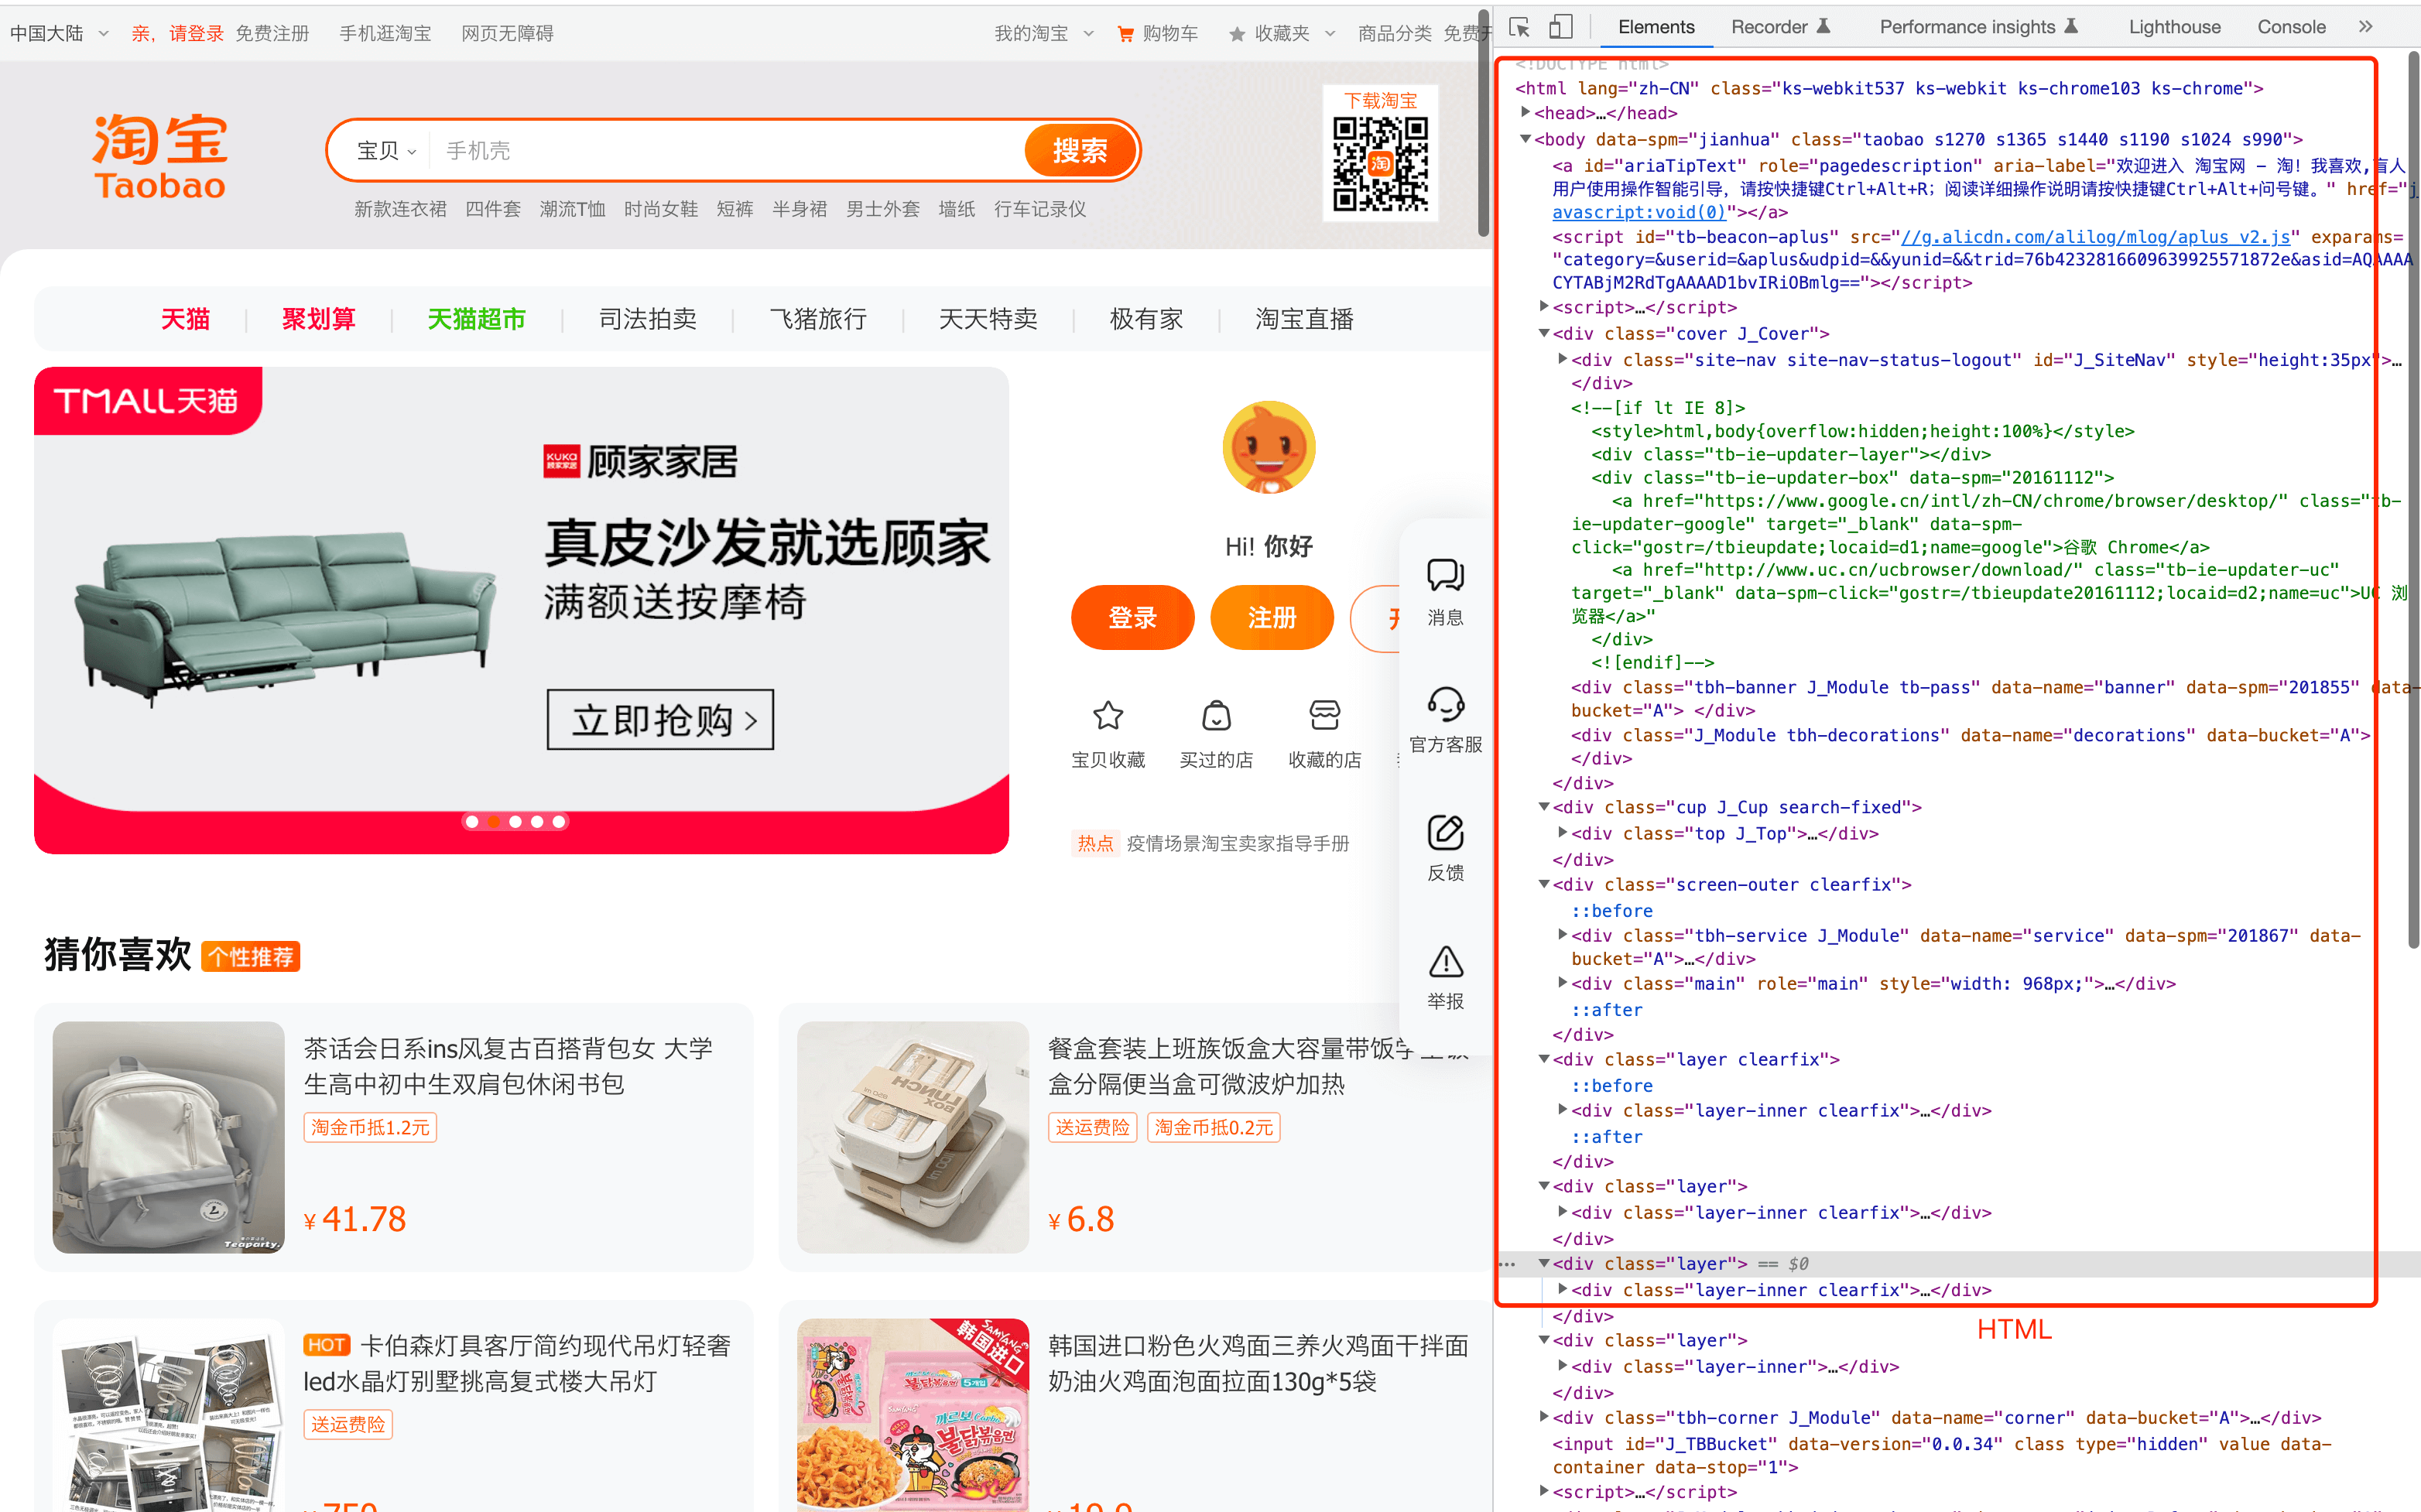 中国大陆
亲，请登录
免费注册
手机逛淘宝
网页无障碍
我的淘宝
购物车
收藏夹
商品分类
淘宝
Taobao
宝贝
手机壳
搜索
新款连衣裙 四件套 潮流T恤 时尚女鞋 短裤 半身裙 男士外套 墙纸 行车记录仪
下载淘宝
淘
天猫
聚划算
天猫超市
司法拍卖
飞猪旅行
天天特卖
极有家
淘宝直播
TMALL天猫
KUKa
顾家家居
顾家家居
真皮沙发就选顾家
满额送按摩椅
立即抢购 >
Hi! 你好
登录
注册
宝贝收藏
买过的店
收藏的店
热点 疫情场景淘宝卖家指导手册
消息
官方客服
反馈
举报
猜你喜欢 个性推荐
茶话会日系ins风复古百搭背包女 大学
生高中初中生双肩包休闲书包
淘金币抵1.2元
¥ 41.78
Teaparty.
餐盒套装上班族饭盒大容量带饭
盒分隔便当盒可微波炉加热
送运费险 淘金币抵0.2元
¥ 6.8
LUNCH
BOX
HOT 卡伯森灯具客厅简约现代吊灯轻奢
led水晶灯别墅挑高复式楼大吊灯
送运费险
韩国进口粉色火鸡面三养火鸡面干拌面
奶油火鸡面泡面拉面130g*5袋
SAMYANG
韩国进口
불닭볶음면
Elements Recorder Performance insights Lighthouse Console
<!DOCTYPE html>
<html lang="zh-CN" class="ks-webkit537 ks-webkit ks-chrome103 ks-chrome">
<head>…</head>
<body data-spm="jianhua" class="taobao s1270 s1365 s1440 s1190 s1024 s990">
<a id="ariaTipText" role="pagedescription" aria-label="欢迎进入 淘宝网 - 淘！我喜欢,盲人
用户使用操作智能引导，请按快捷键Ctrl+Alt+R；阅读详细操作说明请按快捷键Ctrl+Alt+问号键。" href="j
avascript:void(0)"></a>
<script id="tb-beacon-aplus" src="//g.alicdn.com/alilog/mlog/aplus_v2.js" exparams=
"category=&userid=&aplus&udpid=&&yunid=&&trid=76b42328166096399255718​72e&asid=AQAAAA
CYTABjM2RdTgAAAAD1bvIRiOBmlg=="></script>
<script>…</script>
<div class="cover J_Cover">
<div class="site-nav site-nav-status-logout" id="J_SiteNav" style="height:35px">…
</div>
<!--[if lt IE 8]>
<style>html,body{overflow:hidden;height:100%}</style>
<div class="tb-ie-updater-layer"></div>
<div class="tb-ie-updater-box" data-spm="20161112">
<a href="https://www.google.cn/intl/zh-CN/chrome/browser/desktop/" class="tb-
ie-updater-google" target="_blank" data-spm-
click="gostr=/tbieupdate;locaid=d1;name=google">谷歌 Chrome</a>
<a href="http://www.uc.cn/ucbrowser/download/" class="tb-ie-updater-uc"
target="_blank" data-spm-click="gostr=/tbieupdate20161112;locaid=d2;name=uc">UC 浏
览器</a>"
</div>
<![endif]-->
<div class="tbh-banner J_Module tb-pass" data-name="banner" data-spm="201855" data-
bucket="A"> </div>
<div class="J_Module tbh-decorations" data-name="decorations" data-bucket="A">
</div>
</div>
<div class="cup J_Cup search-fixed">
<div class="top J_Top">…</div>
</div>
<div class="screen-outer clearfix">
::before
<div class="tbh-service J_Module" data-name="service" data-spm="201867" data-
bucket="A">…</div>
<div class="main" role="main" style="width: 968px;">…</div>
::after
</div>
<div class="layer clearfix">
::before
<div class="layer-inner clearfix">…</div>
::after
</div>
<div class="layer">
<div class="layer-inner clearfix">…</div>
</div>
<div class="layer"> == $0
<div class="layer-inner clearfix">…</div>
</div>
HTML
<div class="layer">
<div class="layer-inner">…</div>
</div>
<div class="tbh-corner J_Module" data-name="corner" data-bucket="A">…</div>
<input id="J_TBBucket" data-version="0.0.34" class type="hidden" value data-
container data-stop="1">
<script>…</script>